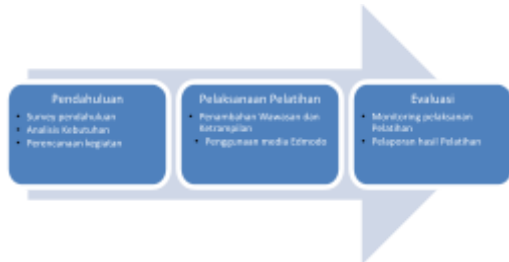 Pendahuluan
Survey pendahuluan
Analisis Kebutuhan
Perencanaan kegiatan
Pelaksanaan Pelatihan
Penambahan Wawasan dan
Ketrampilan
Penggunaan media Edmodo
Evaluasi
Monitoring pelaksanan
Pelatihan
Pelaporan hasil Pelatihan